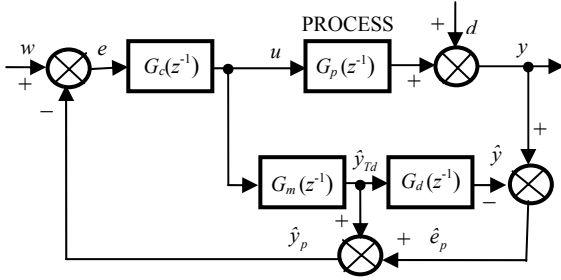 PROCESS
+ d
w e G_c(z⁻¹) u G_p(z⁻¹) y
+ − + +
ŷ_Td ŷ
G_m(z⁻¹) G_d(z⁻¹)
+ −
ŷ_p + ê_p